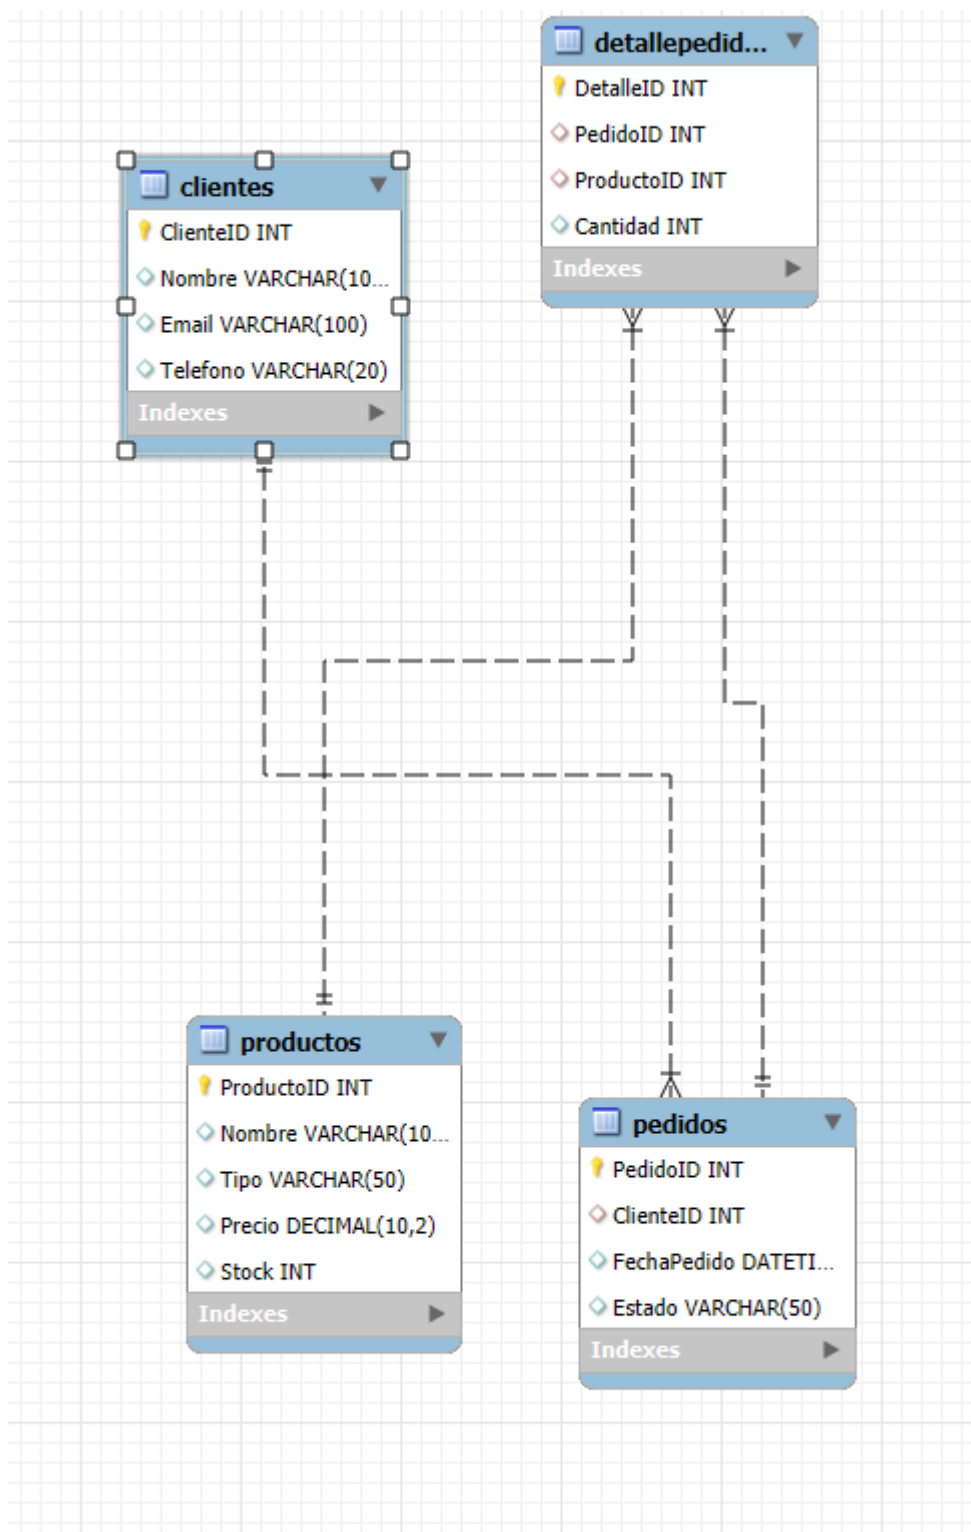 detallepedid...
DetalleID INT
PedidoID INT
ProductoID INT
Cantidad INT
Indexes
clientes
ClienteID INT
Nombre VARCHAR(10...
Email VARCHAR(100)
Telefono VARCHAR(20)
Indexes
productos
ProductoID INT
Nombre VARCHAR(10...
Tipo VARCHAR(50)
Precio DECIMAL(10,2)
Stock INT
Indexes
pedidos
PedidoID INT
ClienteID INT
FechaPedido DATETI...
Estado VARCHAR(50)
Indexes